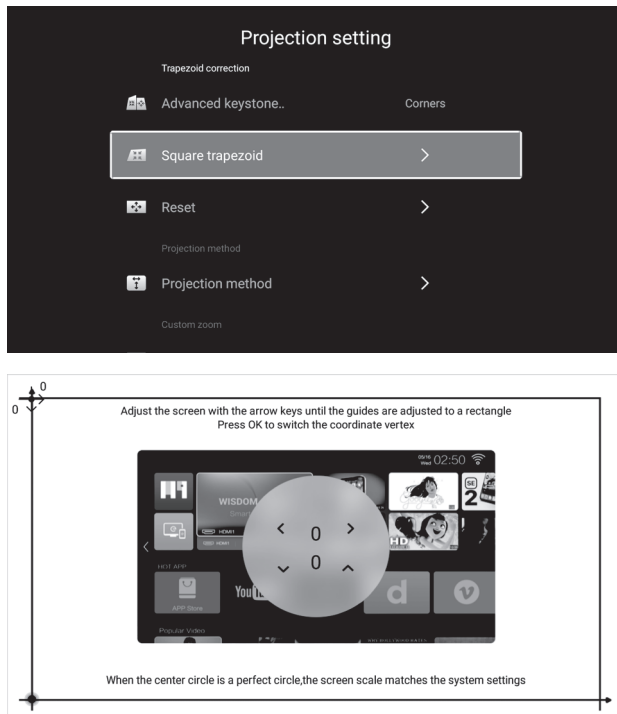 Projection setting
Trapezoid correction
Advanced keystone.. Corners
Square trapezoid
Reset
Projection method
Projection method
Custom zoom
0
0
Adjust the screen with the arrow keys until the guides are adjusted to a rectangle
Press OK to switch the coordinate vertex
05/16
Wed 02:50
WISDOM
Smart
SE
2
HDMI1
HDMI1
HD
0
0
HOT APP
You
d
APP Store
Popular Video
When the center circle is a perfect circle,the screen scale matches the system settings